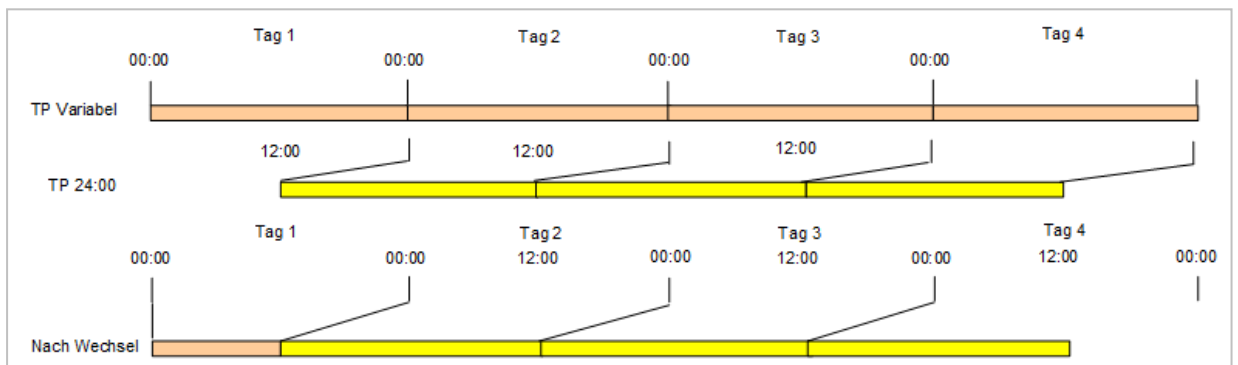 Tag 1 Tag 2 Tag 3 Tag 4
00:00 00:00 00:00 00:00
TP Variabel
12:00 12:00 12:00
TP 24:00
Tag 1 Tag 2 Tag 3 Tag 4
00:00 00:00 12:00 00:00 12:00 00:00 12:00 00:00
Nach Wechsel